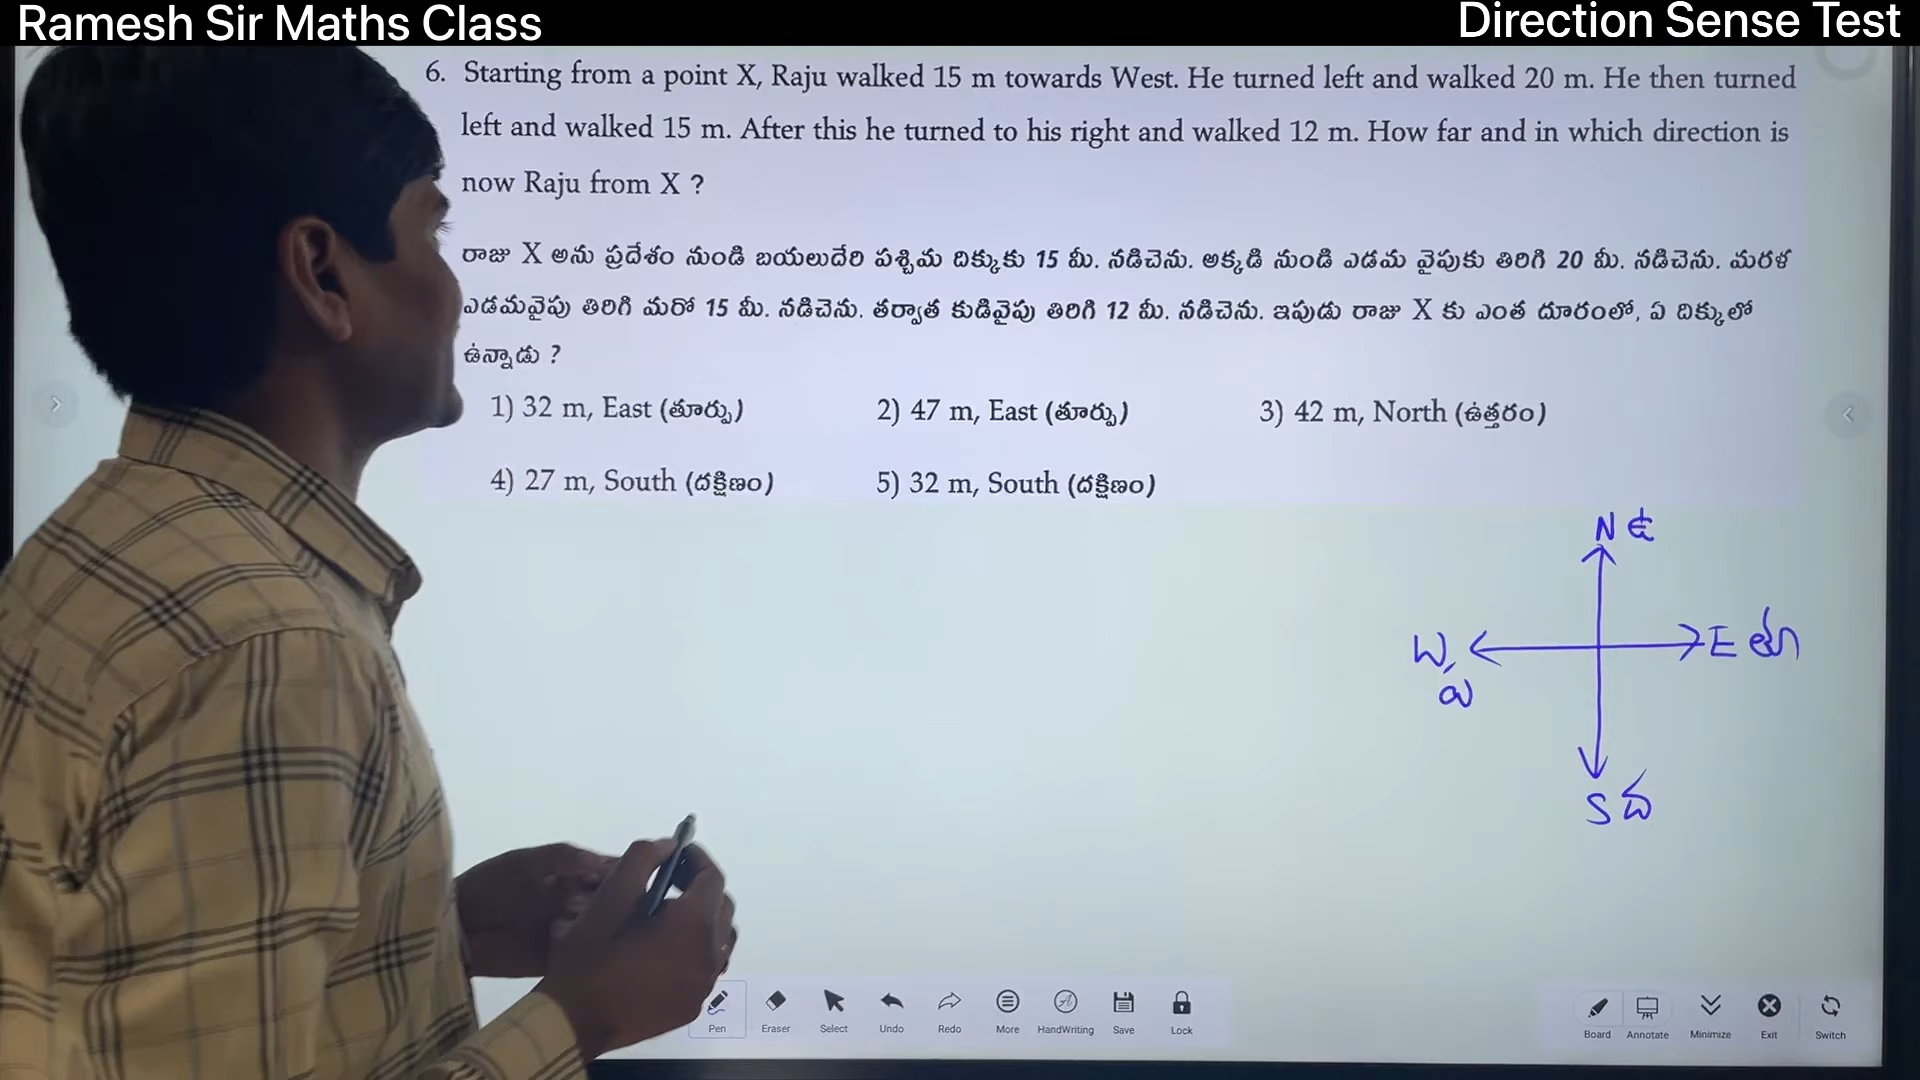 Ramesh Sir Maths Class
Direction Sense Test
6. Starting from a point X, Raju walked 15 m towards West. He turned left and walked 20 m. He then turned
left and walked 15 m. After this he turned to his right and walked 12 m. How far and in which direction is
now Raju from X ?
రాజు X అను ప్రదేశం నుండి బయలుదేరి పశ్చిమ దిక్కుకు 15 మీ. నడిచెను. అక్కడి నుండి ఎడమ వైపుకు తిరిగి 20 మీ. నడిచెను. మరళ
ఎడమవైపు తిరిగి మరో 15 మీ. నడిచెను. తర్వాత కుడివైపు తిరిగి 12 మీ. నడిచెను. ఇపుడు రాజు X కు ఎంత దూరంలో, ఏ దిక్కులో
ఉన్నాడు ?
1) 32 m, East (తూర్పు)
2) 47 m, East (తూర్పు)
3) 42 m, North (ఉత్తరం)
4) 27 m, South (దక్షిణం)
5) 32 m, South (దక్షిణం)
N ఉ
W
E తూ
ప
S ద
Pen
Eraser
Select
Undo
Redo
More
HandWriting
Save
Lock
Board
Annotate
Minimize
Exit
Switch